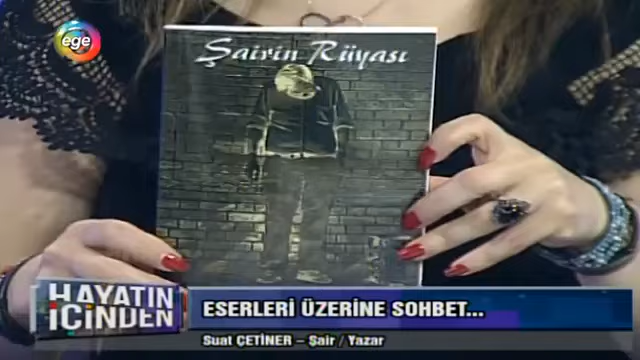 ege
Şairin Rüyası
HAYATIN
İÇİNDEN
ESERLERİ ÜZERİNE SOHBET...
Suat ÇETİNER – Şair / Yazar